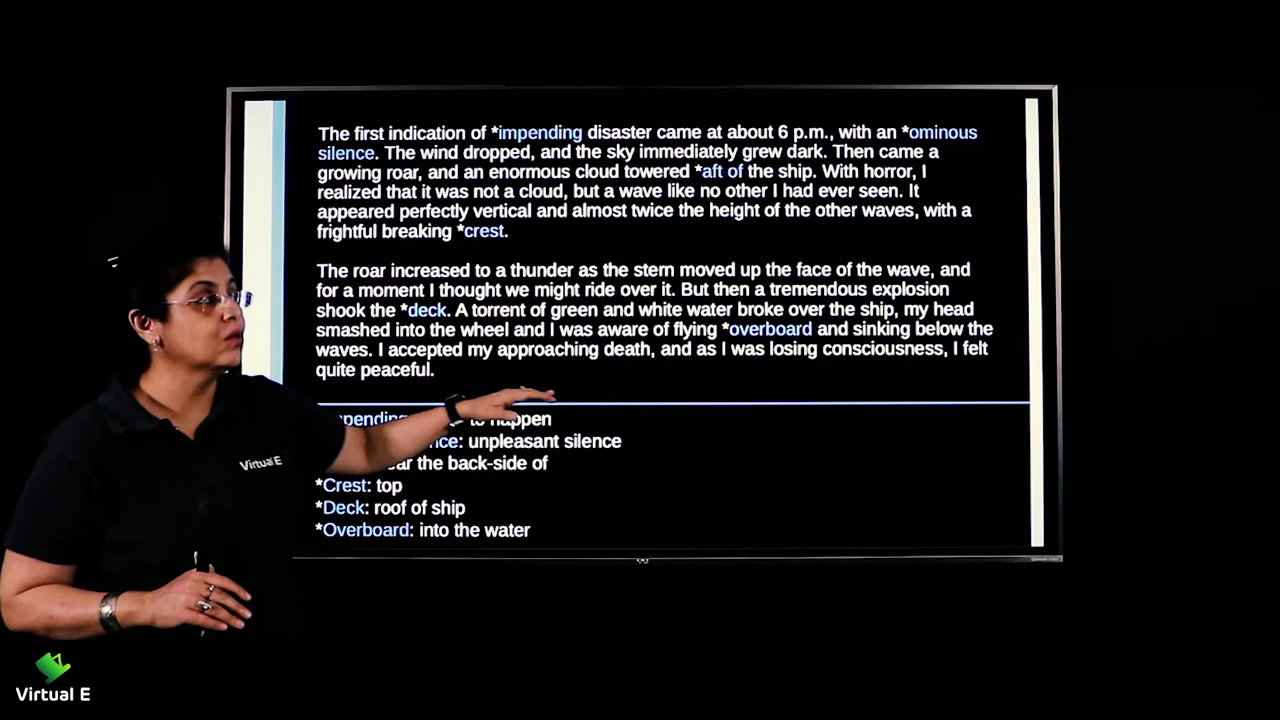 The first indication of *impending disaster came at about 6 p.m., with an *ominous
silence. The wind dropped, and the sky immediately grew dark. Then came a
growing roar, and an enormous cloud towered *aft of the ship. With horror, I
realized that it was not a cloud, but a wave like no other I had ever seen. It
appeared perfectly vertical and almost twice the height of the other waves, with a
frightful breaking *crest.
The roar increased to a thunder as the stern moved up the face of the wave, and
for a moment I thought we might ride over it. But then a tremendous explosion
shook the *deck. A torrent of green and white water broke over the ship, my head
smashed into the wheel and I was aware of flying *overboard and sinking below the
waves. I accepted my approaching death, and as I was losing consciousness, I felt
quite peaceful.
to happen
unpleasant silence
the back-side of
*Crest: top
*Deck: roof of ship
*Overboard: into the water
Virtual E
Virtual E